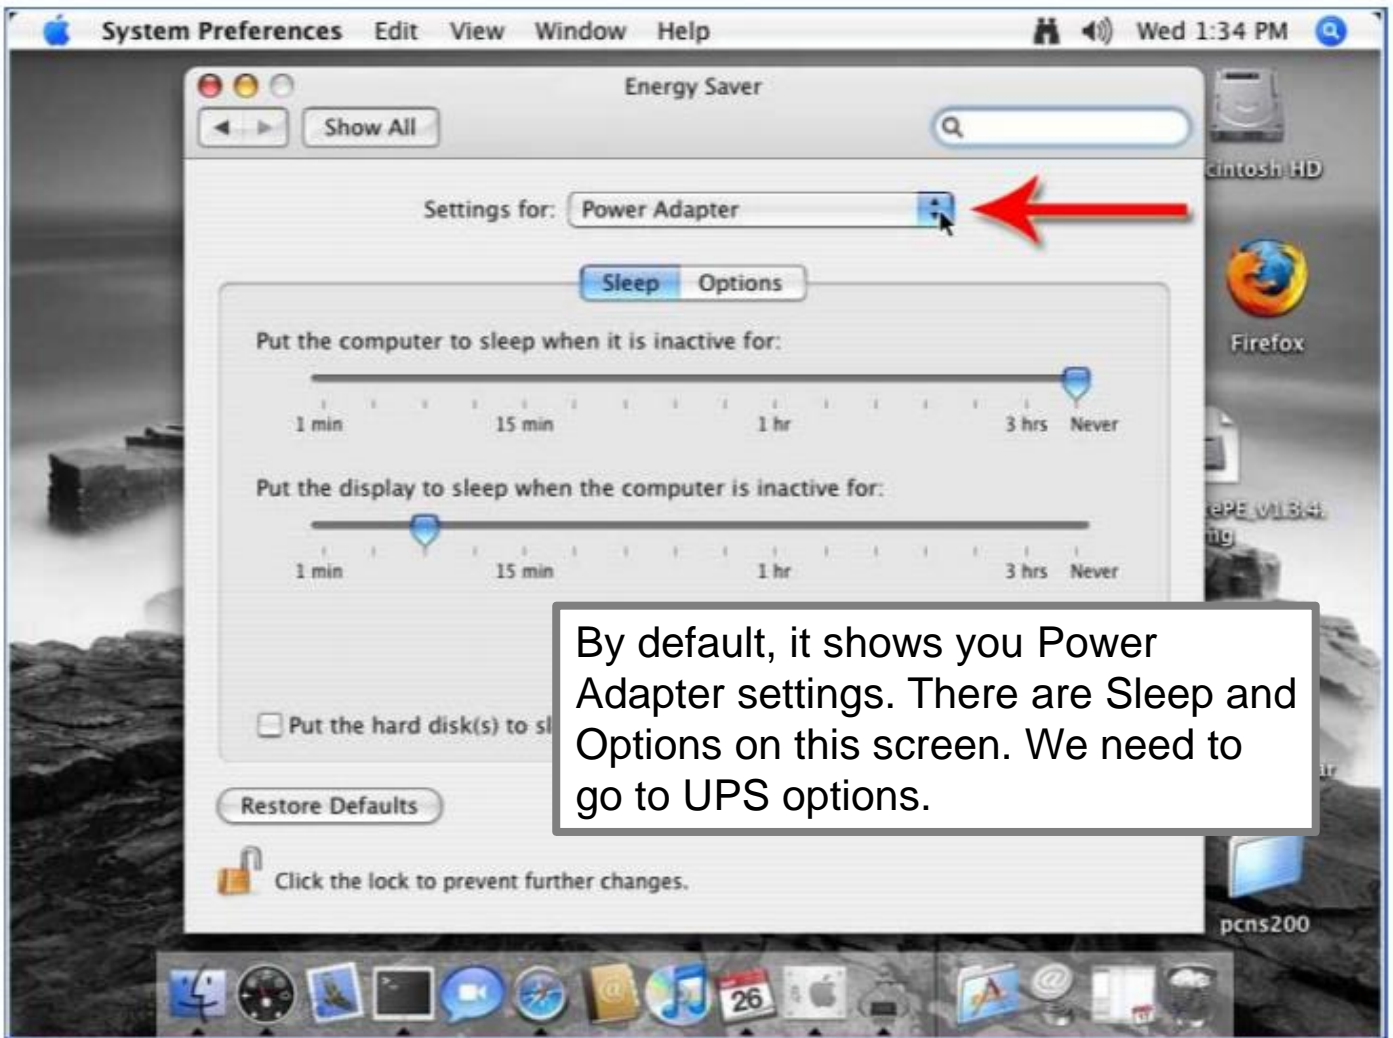 System Preferences Edit View Window Help Wed 1:34 PM
Energy Saver
Show All
cintosh HD
Settings for: Power Adapter
Sleep Options
Firefox
Put the computer to sleep when it is inactive for:
1 min 15 min 1 hr 3 hrs Never
Put the display to sleep when the computer is inactive for:
ePE_v1.3.4.
1 min 15 min 1 hr 3 hrs Never
By default, it shows you Power
Adapter settings. There are Sleep and
Options on this screen. We need to
go to UPS options.
Put the hard disk(s) to sl
Restore Defaults
Click the lock to prevent further changes.
pcns200
26